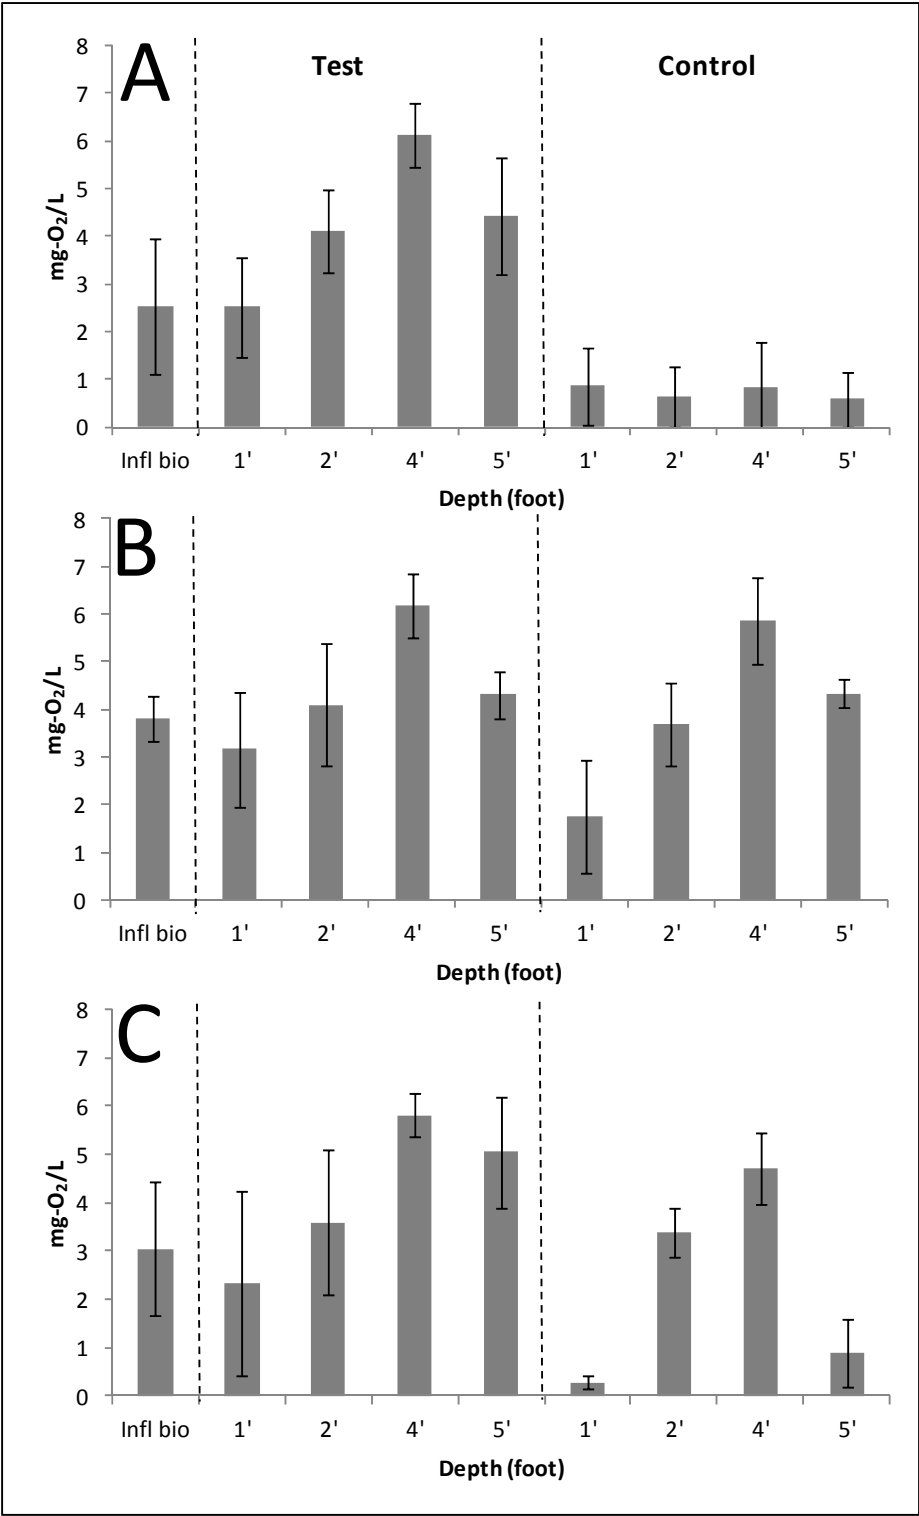 A
Test
Control
mg-O₂/L
8
7
6
5
4
3
2
1
0
Infl bio 1' 2' 4' 5' 1' 2' 4' 5'
Depth (foot)
B
mg-O₂/L
8
7
6
5
4
3
2
1
0
Infl bio 1' 2' 4' 5' 1' 2' 4' 5'
Depth (foot)
C
mg-O₂/L
8
7
6
5
4
3
2
1
0
Infl bio 1' 2' 4' 5' 1' 2' 4' 5'
Depth (foot)